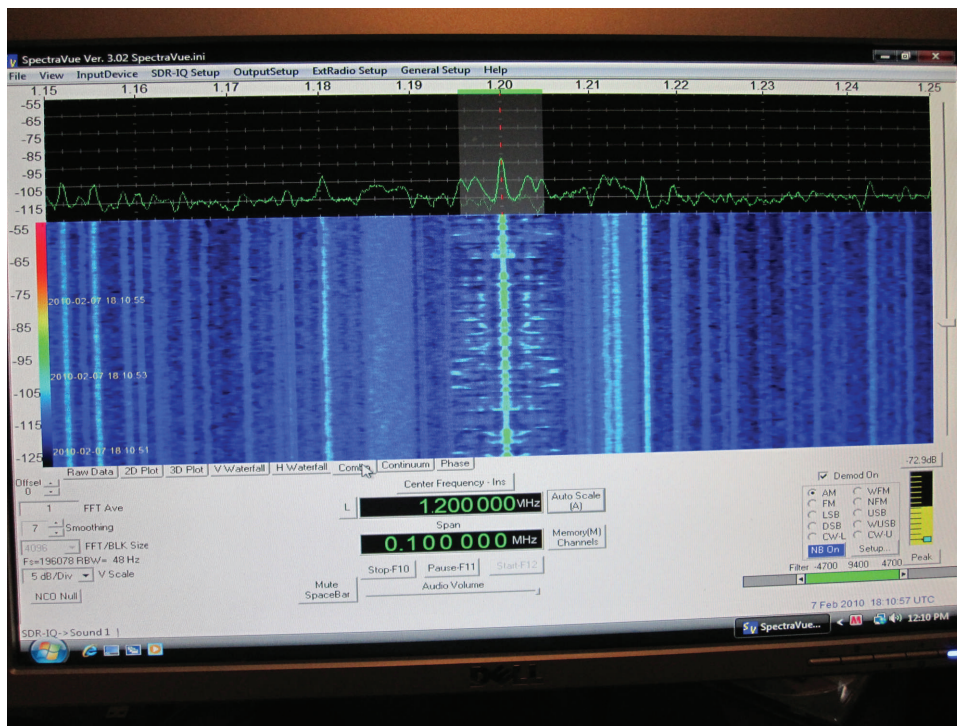 SpectraVue Ver. 3.02 SpectraVue.ini
File View InputDevice SDR-IQ Setup OutputSetup ExtRadio Setup General Setup Help
1.15 1.16 1.17 1.18 1.19 1.20 1.21 1.22 1.23 1.24 1.25
-55
-65
-75
-85
-95
-105
-115
-55
-65
-75
2010-02-07 18 10 55
-85
-95
2010-02-07 18 10 53
-105
-115
2010-02-07 18 10 51
-125
Raw Data 2D Plot 3D Plot V Waterfall H Waterfall Continuum Phase
-72.9dB
Offset
0
Center Frequency - Ins
Demod On
1 FFT Ave
L 1.200 000 MHz
Auto Scale
(A)
AM WFM
FM NFM
LSB USB
DSB WUSB
CW-L CW-U
7 Smoothing
Span
0.100 000 MHz
Memory(M)
Channels
4096 FFT/BLK Size
NB On Setup...
Peak
Fs=196078 RBW= 48 Hz
Filter -4700 9400 4700
5 dB/Div V Scale
Stop-F10 Pause-F11 Start-F12
NCO Null
Mute
SpaceBar
Audio Volume
7 Feb 2010 18:10:57 UTC
SDR-IQ->Sound 1
SpectraVue... < 12:10 PM
DELL